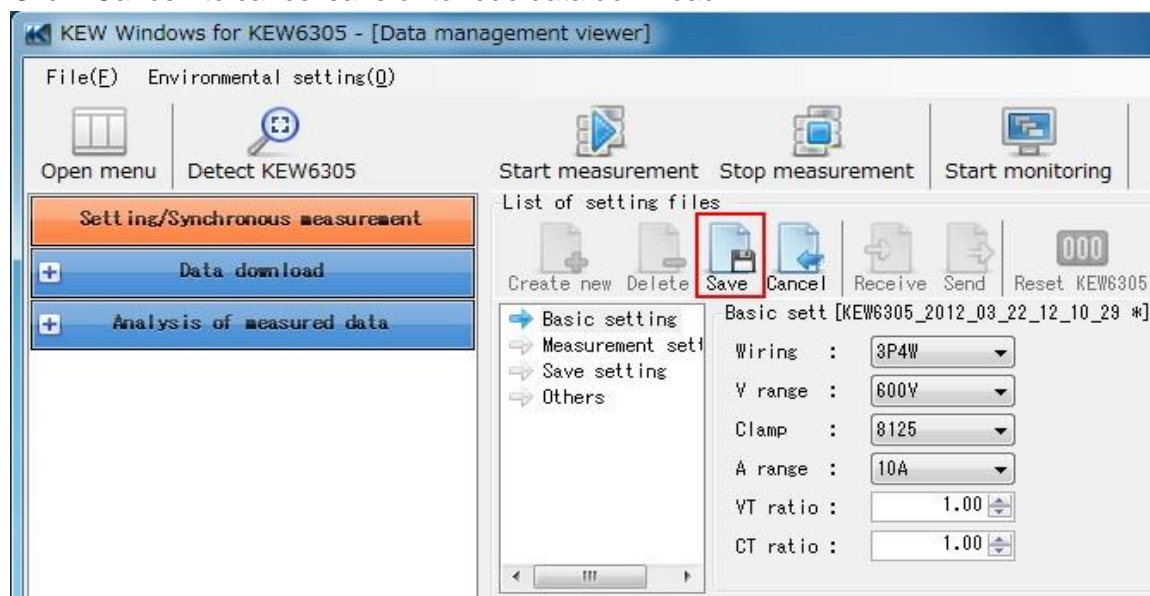 KEW Windows for KEW6305 - [Data management viewer]
File(F) Environmental setting(O)
Open menu Detect KEW6305 Start measurement Stop measurement Start monitoring
Setting/Synchronous measurement
Data download
Analysis of measured data
List of setting files
000
Create new Delete Save Cancel Receive Send Reset KEW6305
Basic setting
Measurement sett
Save setting
Others
Basic sett [KEW6305_2012_03_22_12_10_29 *]
Wiring : 3P4W
V range : 600V
Clamp : 8125
A range : 10A
VT ratio : 1.00
CT ratio : 1.00